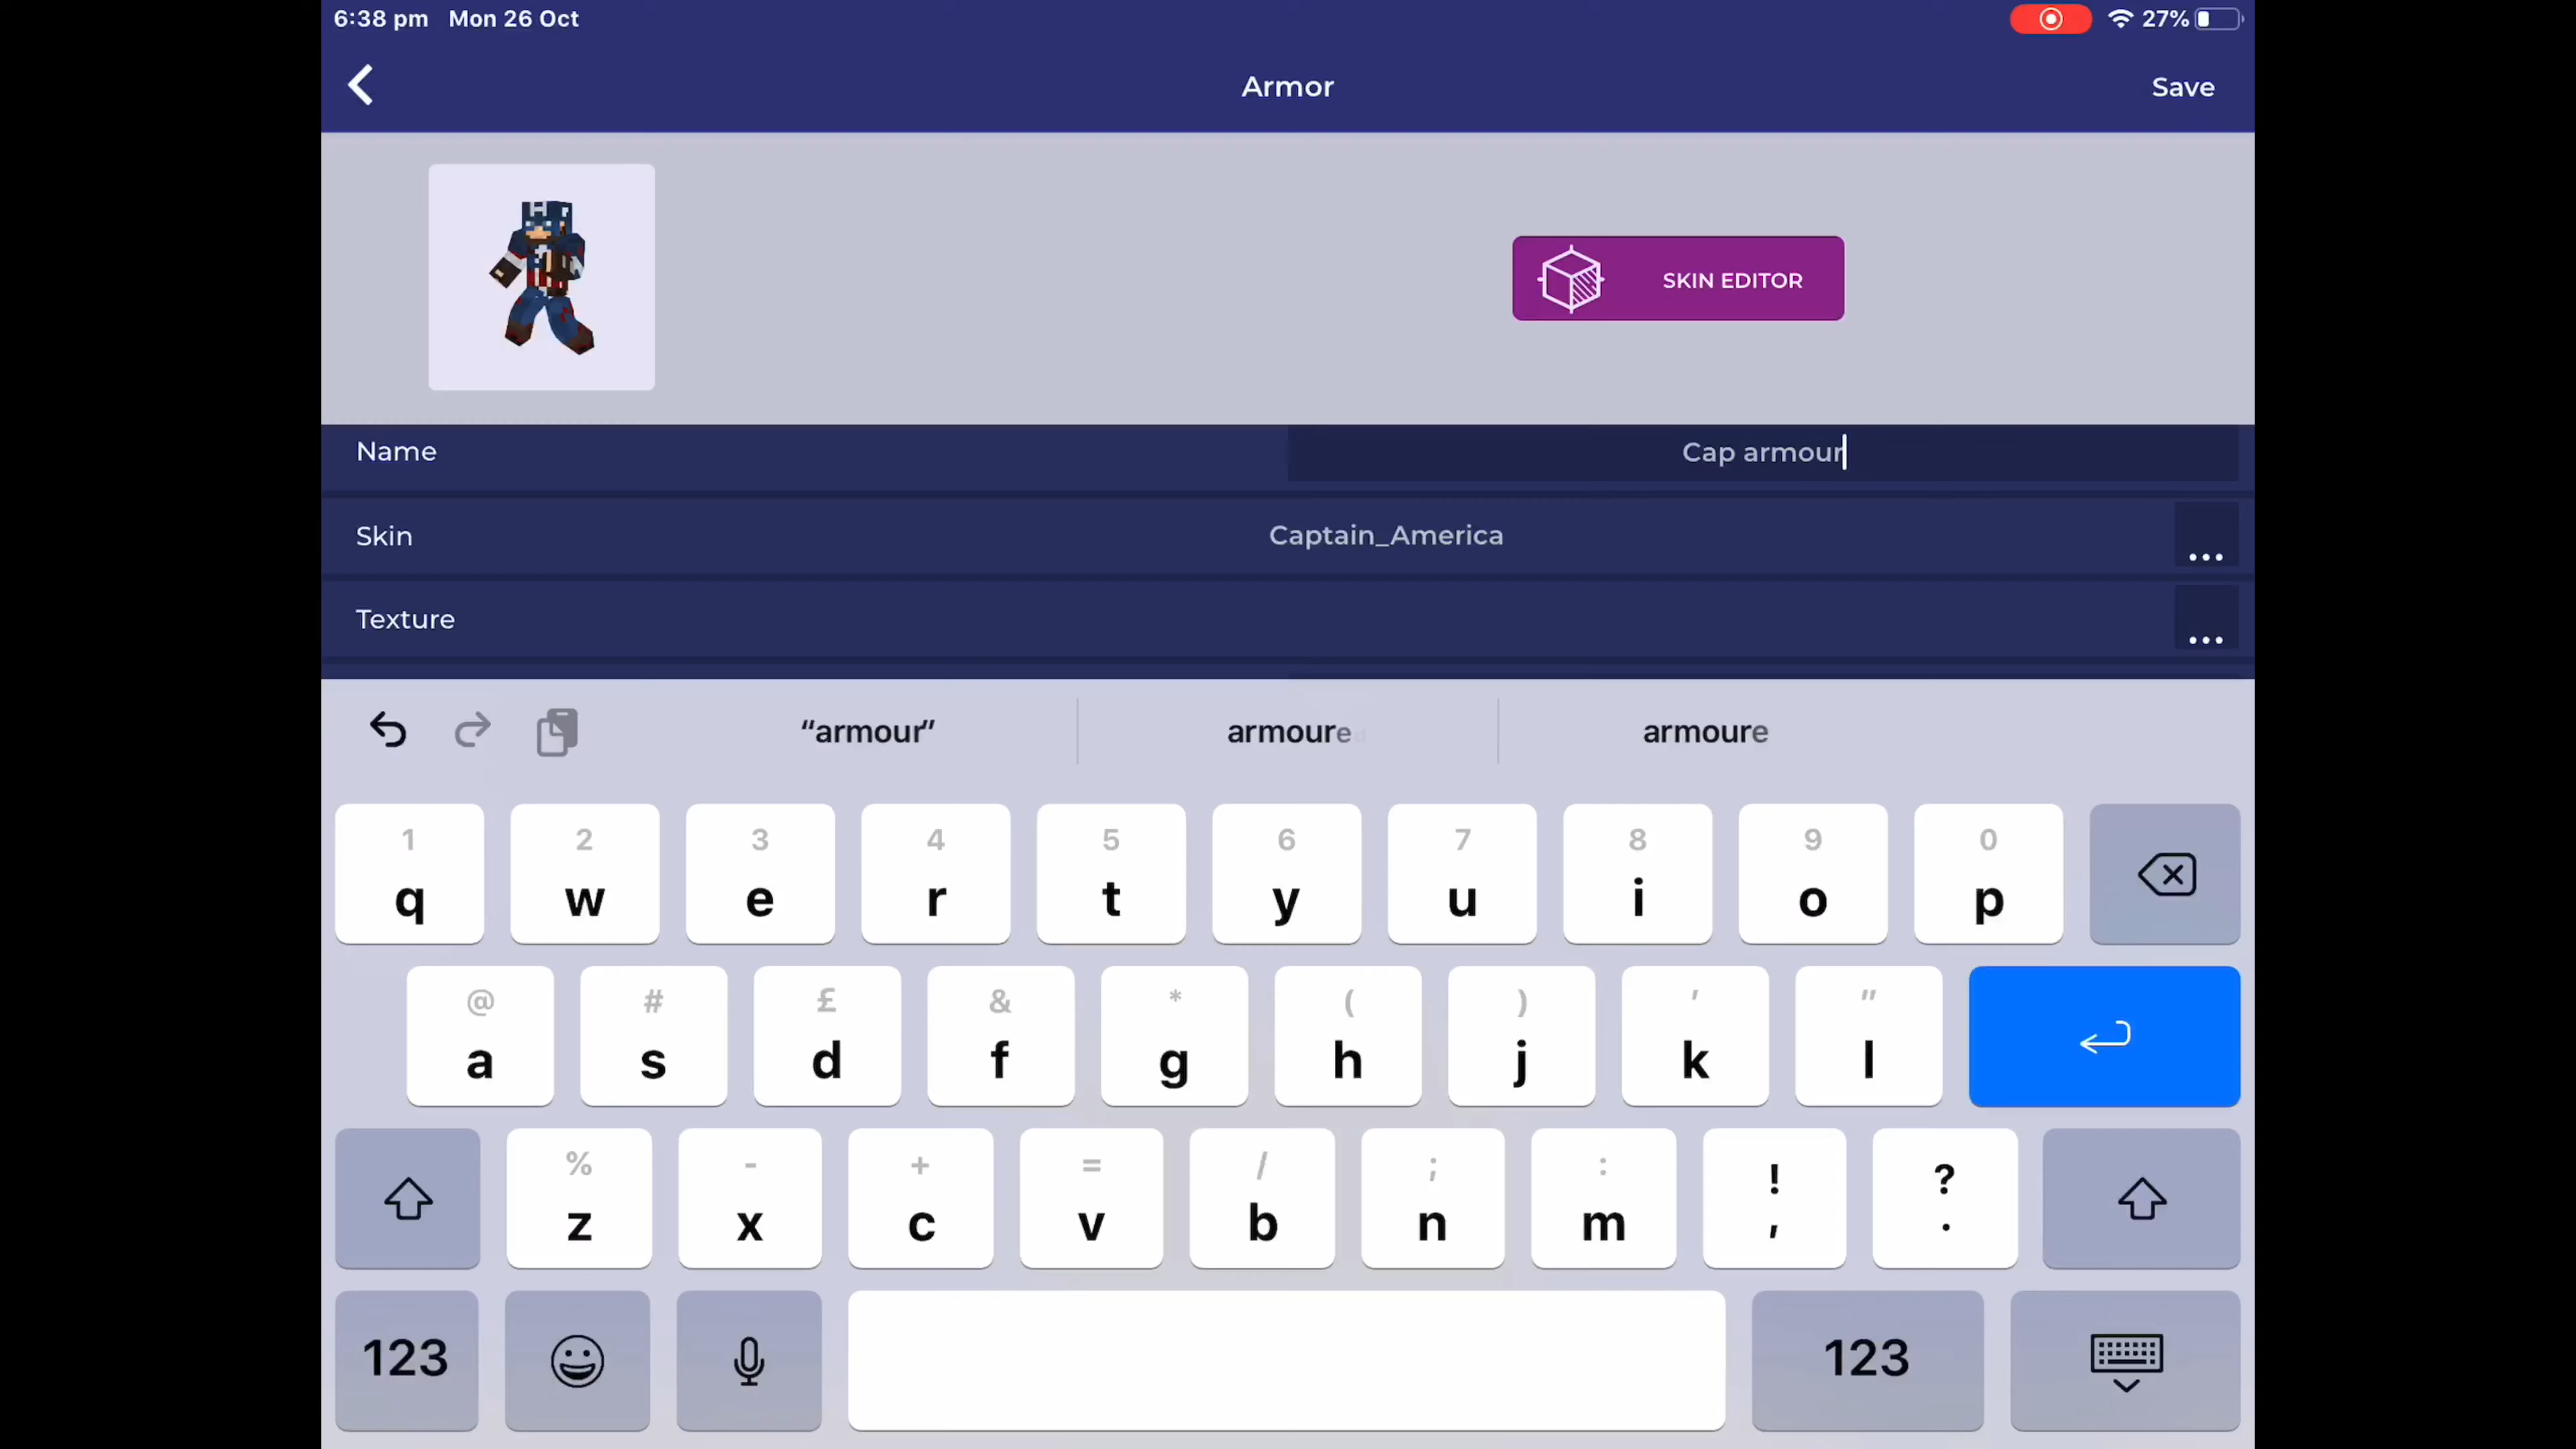 6:38 pm Mon 26 Oct 27%
Armor Save
SKIN EDITOR
Name Cap armour
Skin Captain_America ...
Texture ...
“armour” armoure armoure
1 2 3 4 5 6 7 8 9 0
q w e r t y u i o p
@ # £ & * ( ) ' "
a s d f g h j k l
% - + = / ; : ! ?
z x c v b n m , .
123 123